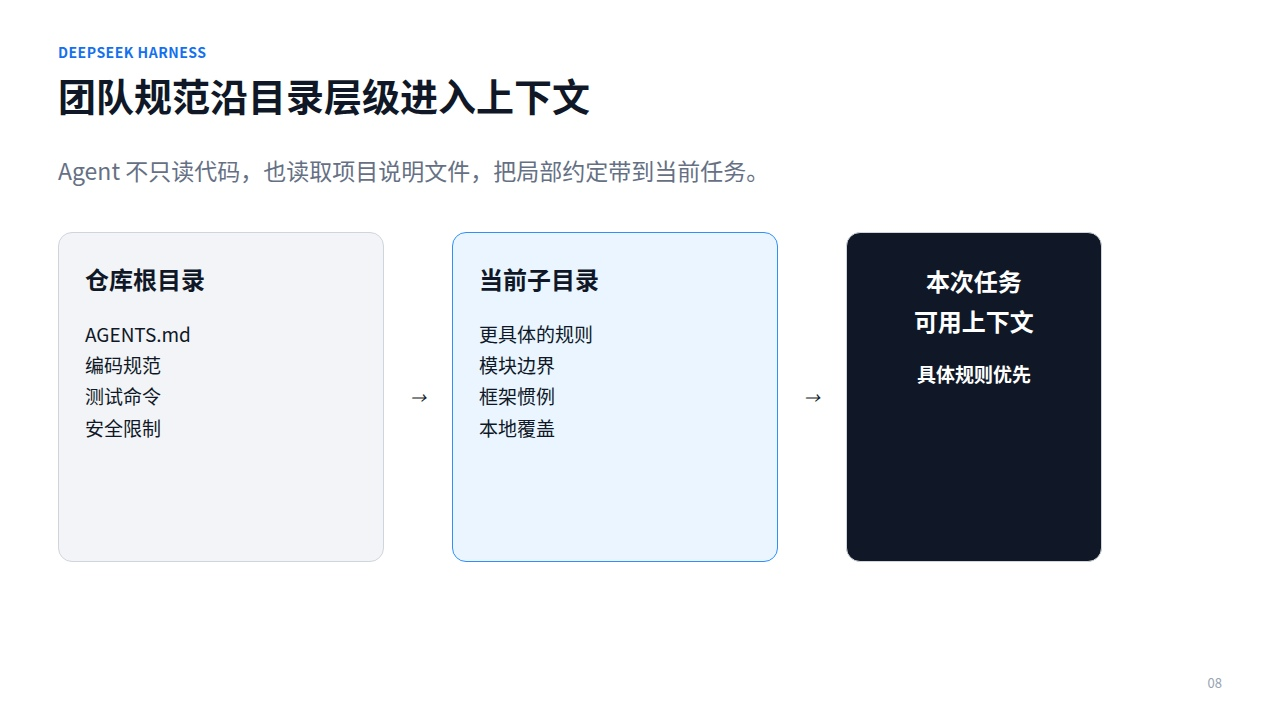 DEEPSEEK HARNESS
团队规范沿目录层级进入上下文
Agent 不只读代码，也读取项目说明文件，把局部约定带到当前任务。
仓库根目录
AGENTS.md
编码规范
测试命令
安全限制
→
当前子目录
更具体的规则
模块边界
框架惯例
本地覆盖
→
本次任务
可用上下文
具体规则优先
08